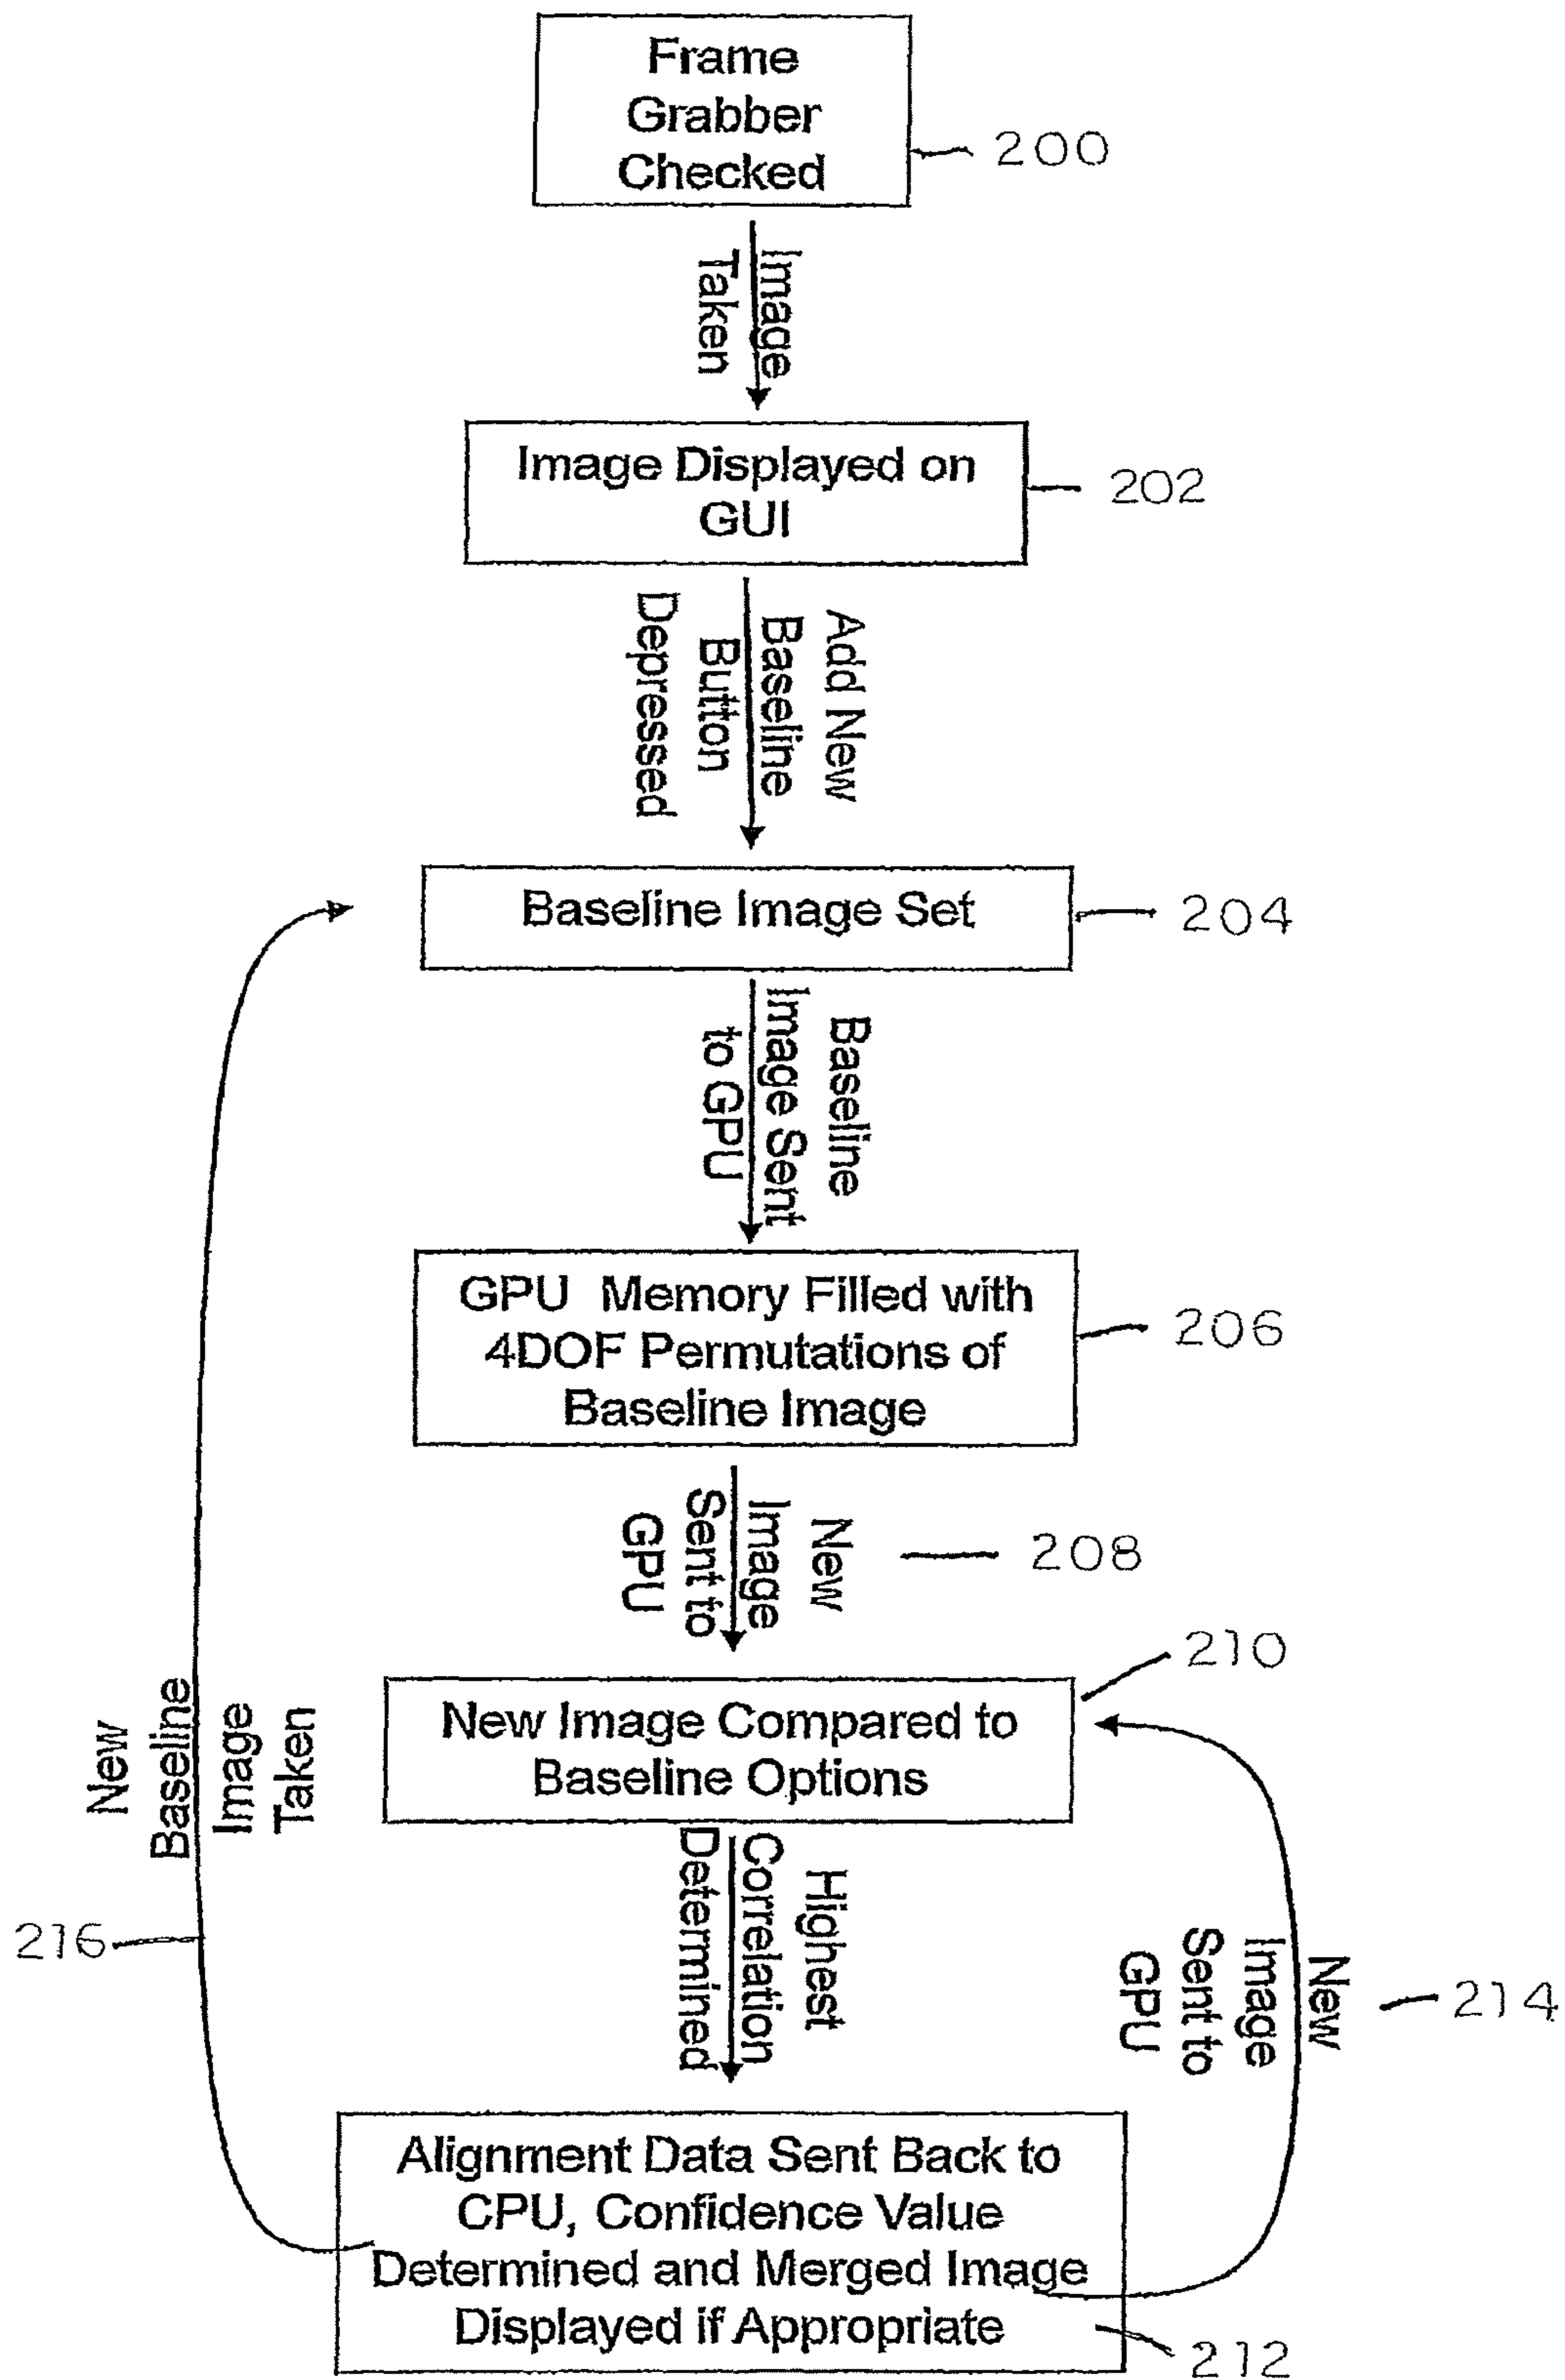 Frame
Grabber
Checked
200
Image
Taken
Image Displayed on
GUI
202
Add New
Baseline
Button
Depressed
Baseline Image Set
204
Baseline
Image Sent
to GPU
GPU Memory Filled with
4DOF Permutations of
Baseline Image
206
New
Image
Sent to
GPU
208
210
New Image Compared to
Baseline Options
New
Baseline
Image
Taken
216
Highest
Correlation
Determined
New
Image
Sent to
GPU
214
Alignment Data Sent Back to
CPU, Confidence Value
Determined and Merged Image
Displayed if Appropriate
212